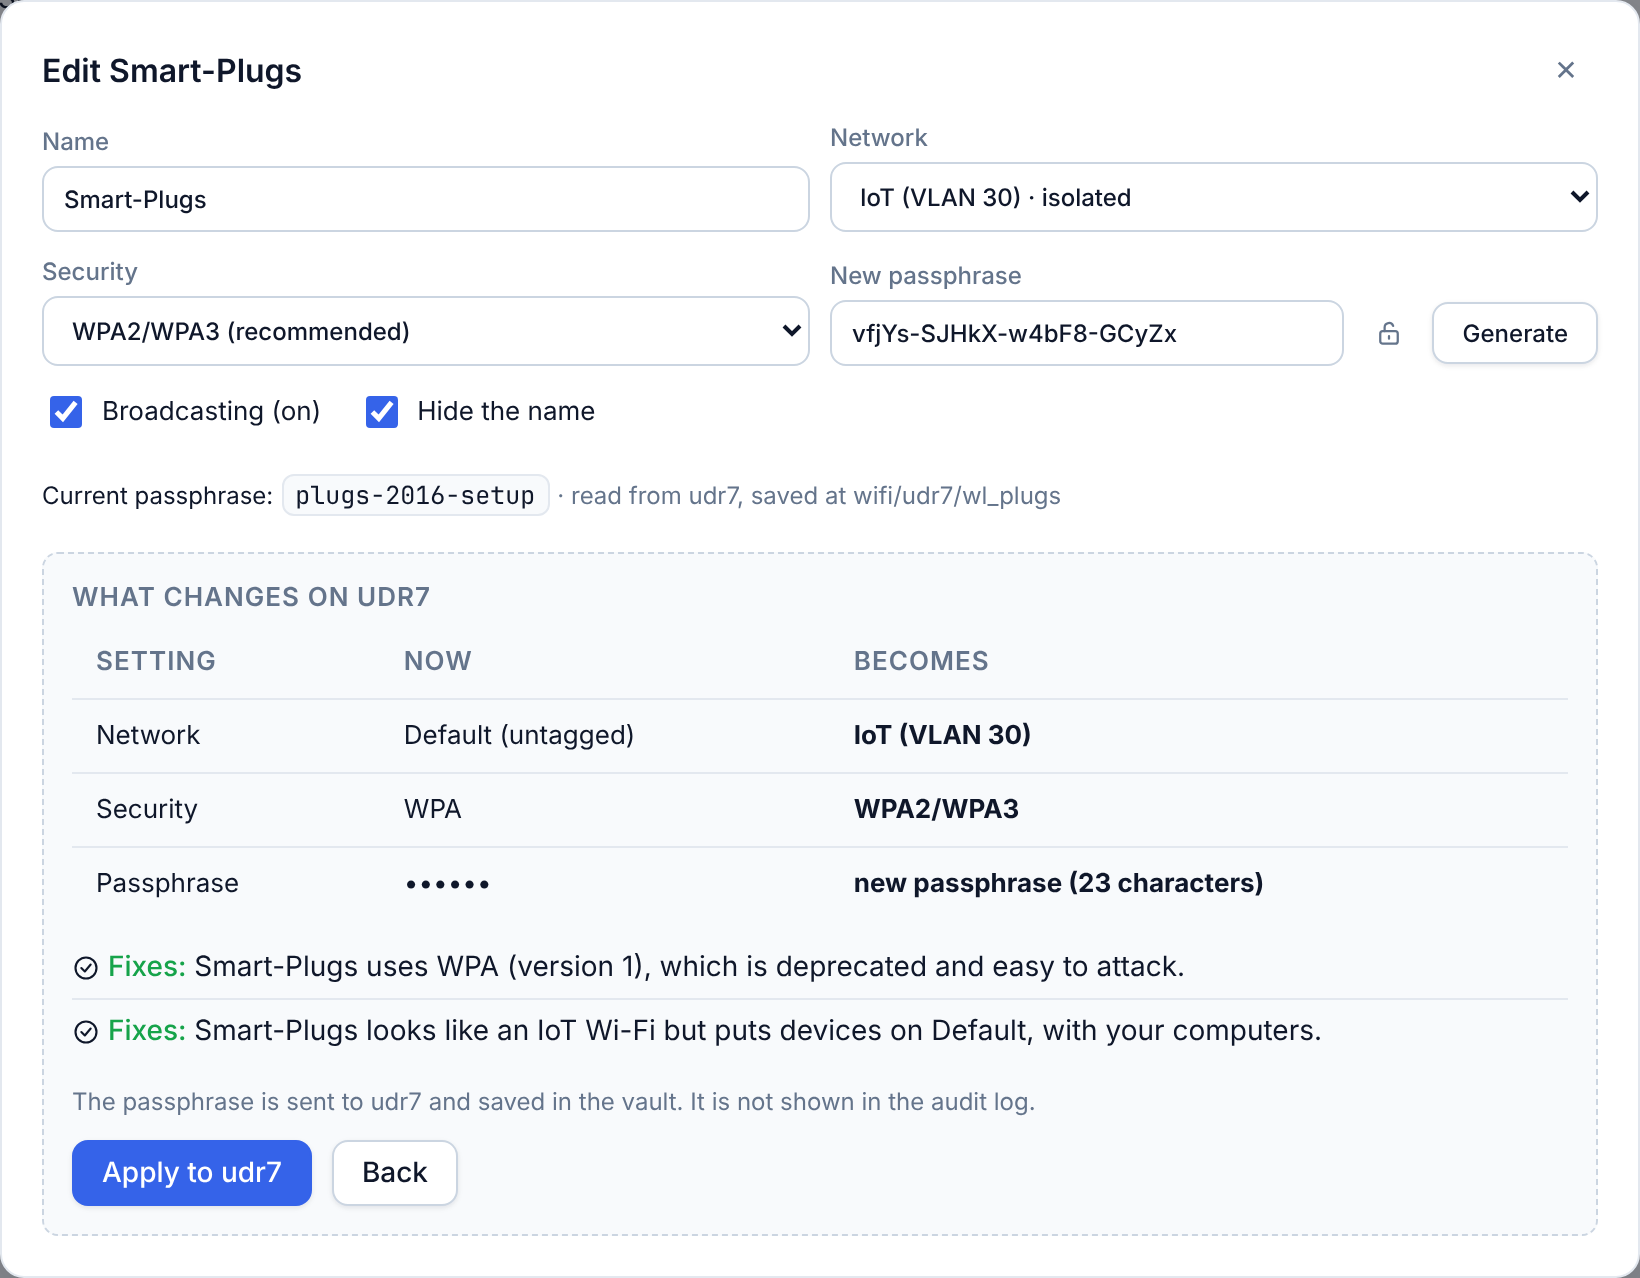 Edit Smart-Plugs
Name
Network
Smart-Plugs
IoT (VLAN 30) · isolated
Security
New passphrase
WPA2/WPA3 (recommended)
vfjYs-SJHkX-w4bF8-GCyZx
Generate
Broadcasting (on) Hide the name
Current passphrase: plugs-2016-setup · read from udr7, saved at wifi/udr7/wl_plugs
WHAT CHANGES ON UDR7
SETTING NOW BECOMES
Network Default (untagged) IoT (VLAN 30)
Security WPA WPA2/WPA3
Passphrase •••••• new passphrase (23 characters)
Fixes: Smart-Plugs uses WPA (version 1), which is deprecated and easy to attack.
Fixes: Smart-Plugs looks like an IoT Wi-Fi but puts devices on Default, with your computers.
The passphrase is sent to udr7 and saved in the vault. It is not shown in the audit log.
Apply to udr7 Back